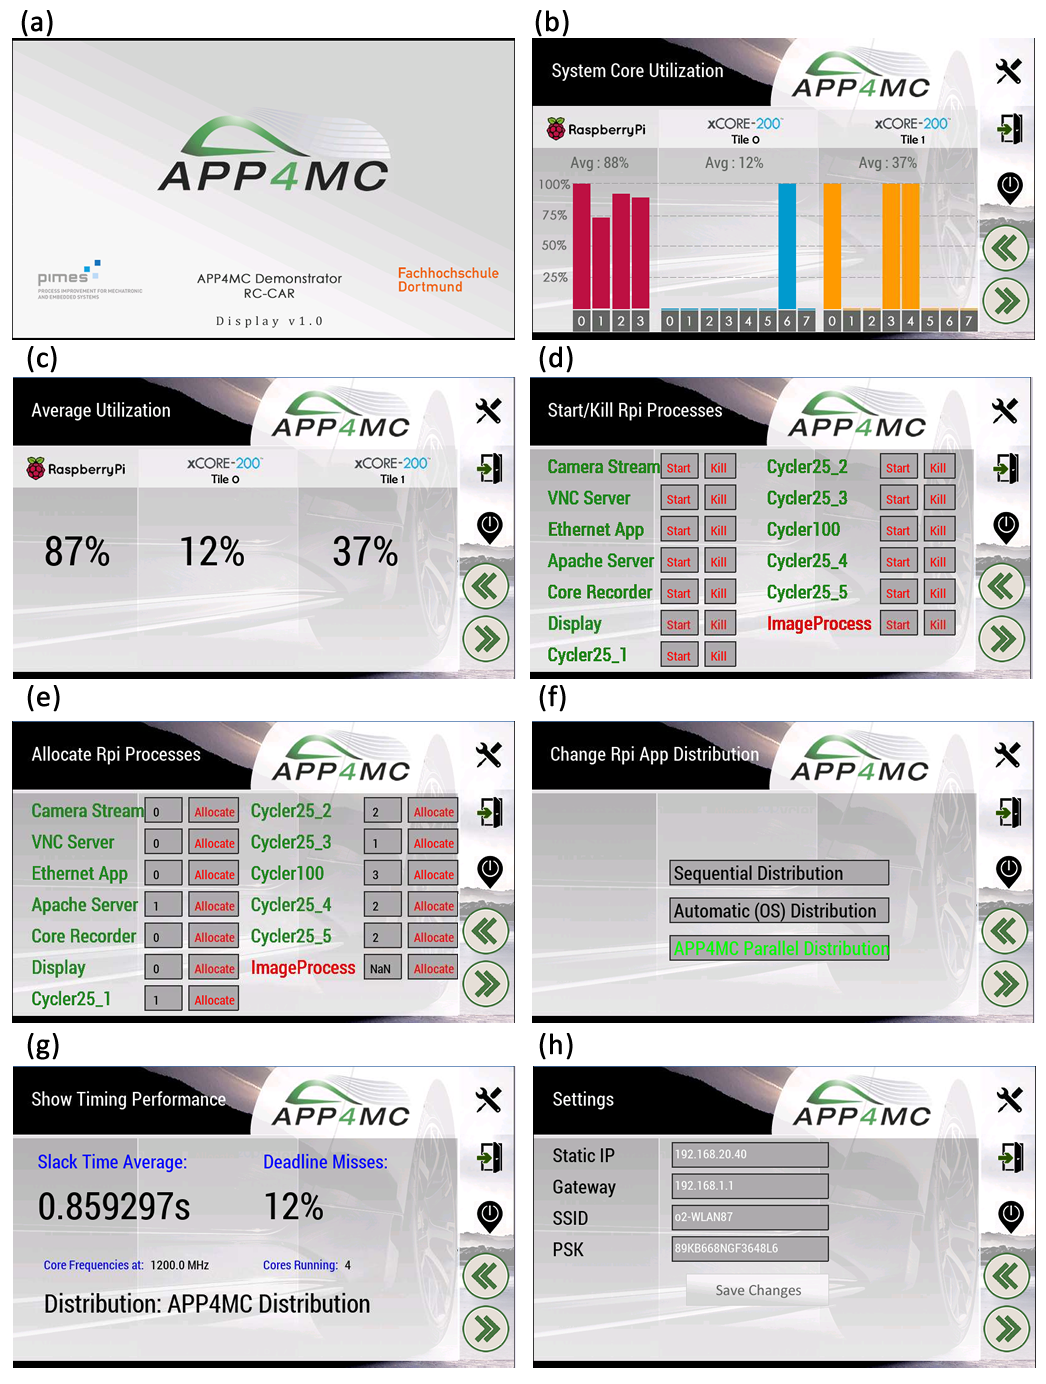 (a)
APP4MC
pimes
PROCESS IMPROVEMENT FOR MECHATRONIC
AND EMBEDDED SYSTEMS
APP4MC Demonstrator
RC-CAR
Fachhochschule
Dortmund
Display v1.0
(b)
System Core Utilization
APP4MC
RaspberryPi
xCORE-200™
Tile 0
xCORE-200™
Tile 1
Avg : 88%
Avg : 12%
Avg : 37%
100%
75%
50%
25%
0 1 2 3 0 1 2 3 4 5 6 7 0 1 2 3 4 5 6 7
(c)
Average Utilization
APP4MC
RaspberryPi
xCORE-200™
Tile 0
xCORE-200™
Tile 1
87% 12% 37%
(d)
Start/Kill Rpi Processes
APP4MC
Camera Stream Start Kill Cycler25_2 Start Kill
VNC Server Start Kill Cycler25_3 Start Kill
Ethernet App Start Kill Cycler100 Start Kill
Apache Server Start Kill Cycler25_4 Start Kill
Core Recorder Start Kill Cycler25_5 Start Kill
Display Start Kill ImageProcess Start Kill
Cycler25_1 Start Kill
(e)
Allocate Rpi Processes
APP4MC
Camera Stream 0 Allocate Cycler25_2 2 Allocate
VNC Server 0 Allocate Cycler25_3 1 Allocate
Ethernet App 0 Allocate Cycler100 3 Allocate
Apache Server 1 Allocate Cycler25_4 2 Allocate
Core Recorder 0 Allocate Cycler25_5 2 Allocate
Display 0 Allocate ImageProcess NaN Allocate
Cycler25_1 1 Allocate
(f)
Change Rpi App Distribution
APP4MC
Sequential Distribution
Automatic (OS) Distribution
APP4MC Parallel Distribution
(g)
Show Timing Performance
APP4MC
Slack Time Average: Deadline Misses:
0.859297s 12%
Core Frequencies at: 1200.0 MHz Cores Running: 4
Distribution: APP4MC Distribution
(h)
Settings
APP4MC
Static IP 192.168.20.40
Gateway 192.168.1.1
SSID o2-WLAN87
PSK 89KB668NGF3648L6
Save Changes